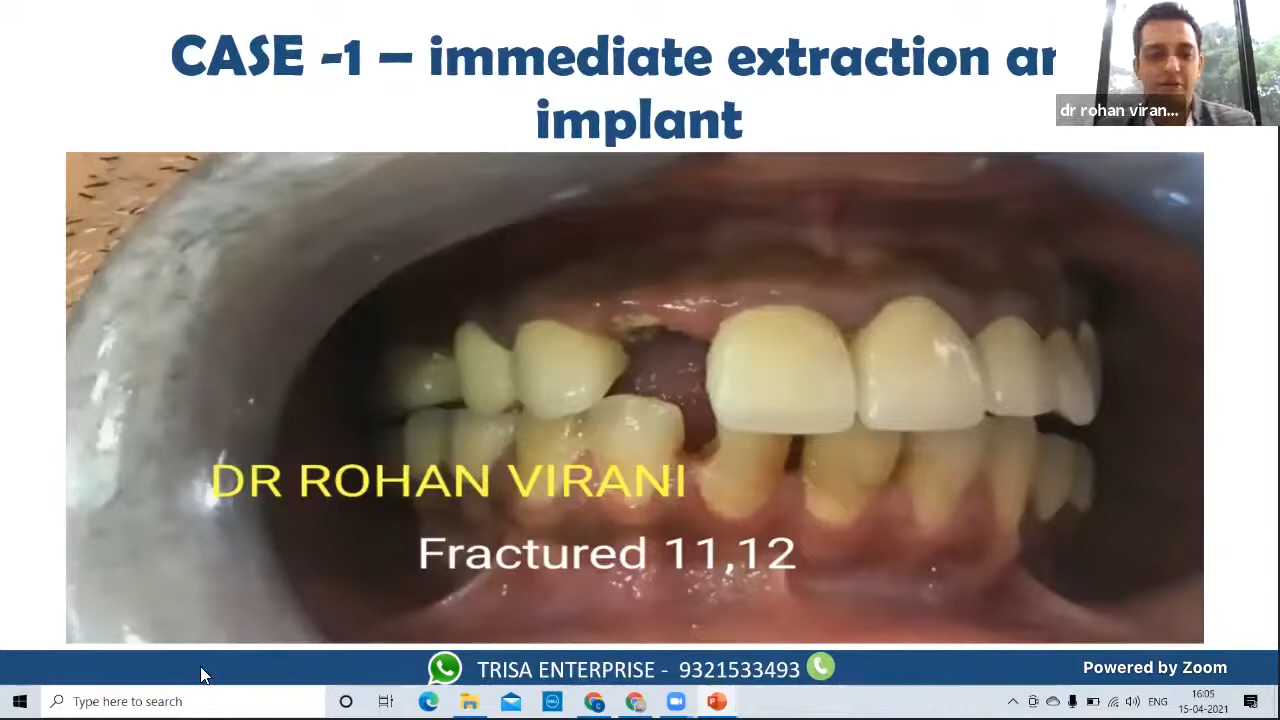 CASE -1 – immediate extraction an
implant
dr rohan viran...
DR ROHAN VIRANI
Fractured 11,12
TRISA ENTERPRISE - 9321533493
Powered by Zoom
Type here to search
ENG
16:05
15-04-2021